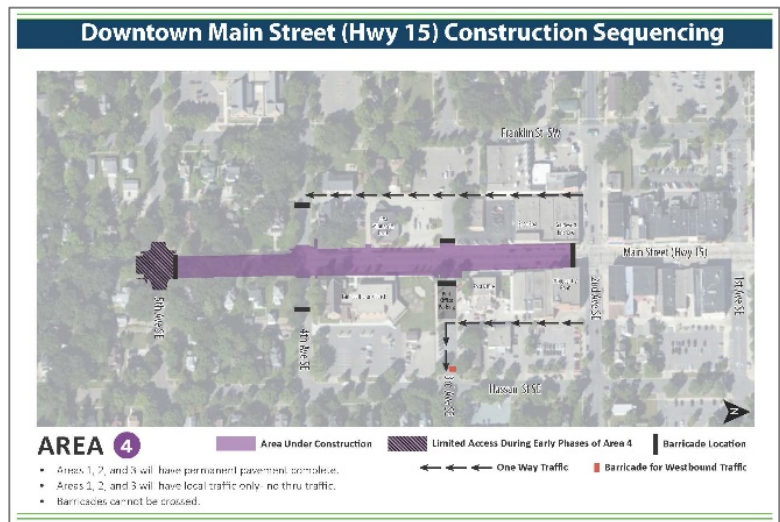 Downtown Main Street (Hwy 15) Construction Sequencing
Franklin St. SW
Main Street (Hwy 15)
5th Ave SE
4th Ave SE
3rd Ave SE
2nd Ave SE
1st Ave SE
Post
Office
Parking
Hassan St SE
N
AREA 4
Area Under Construction
Limited Access During Early Phases of Area 4
Barricade Location
One Way Traffic
Barricade for Westbound Traffic
• Areas 1, 2, and 3 will have permanent pavement complete.
• Areas 1, 2, and 3 will have local traffic only- no thru traffic.
• Barricades cannot be crossed.